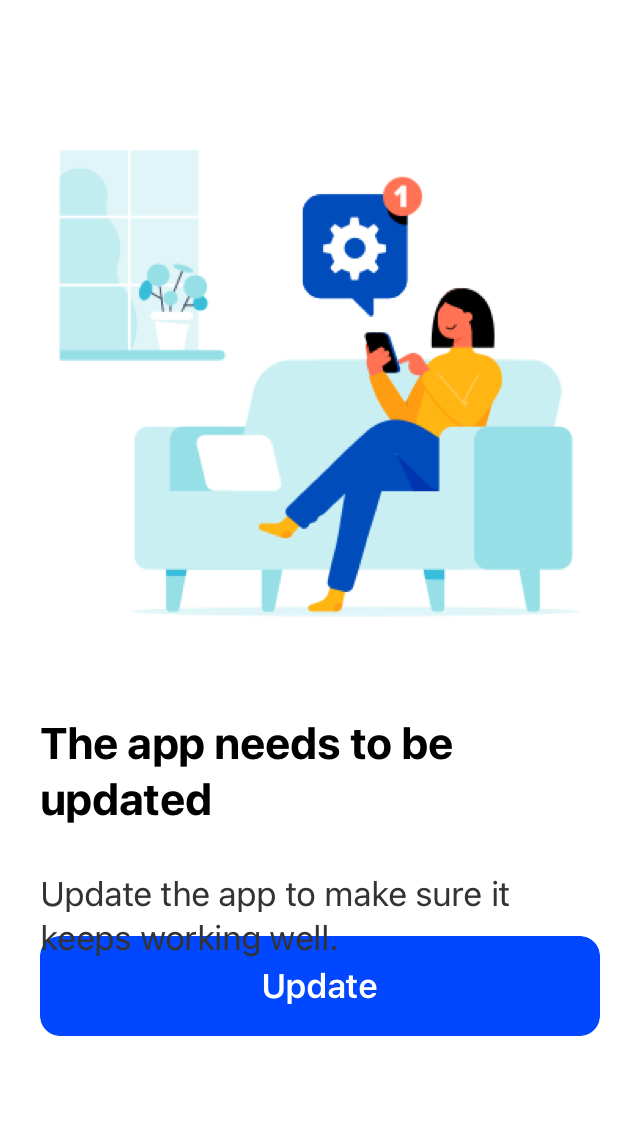 1
The app needs to be
updated
Update the app to make sure it
keeps working well.
Update